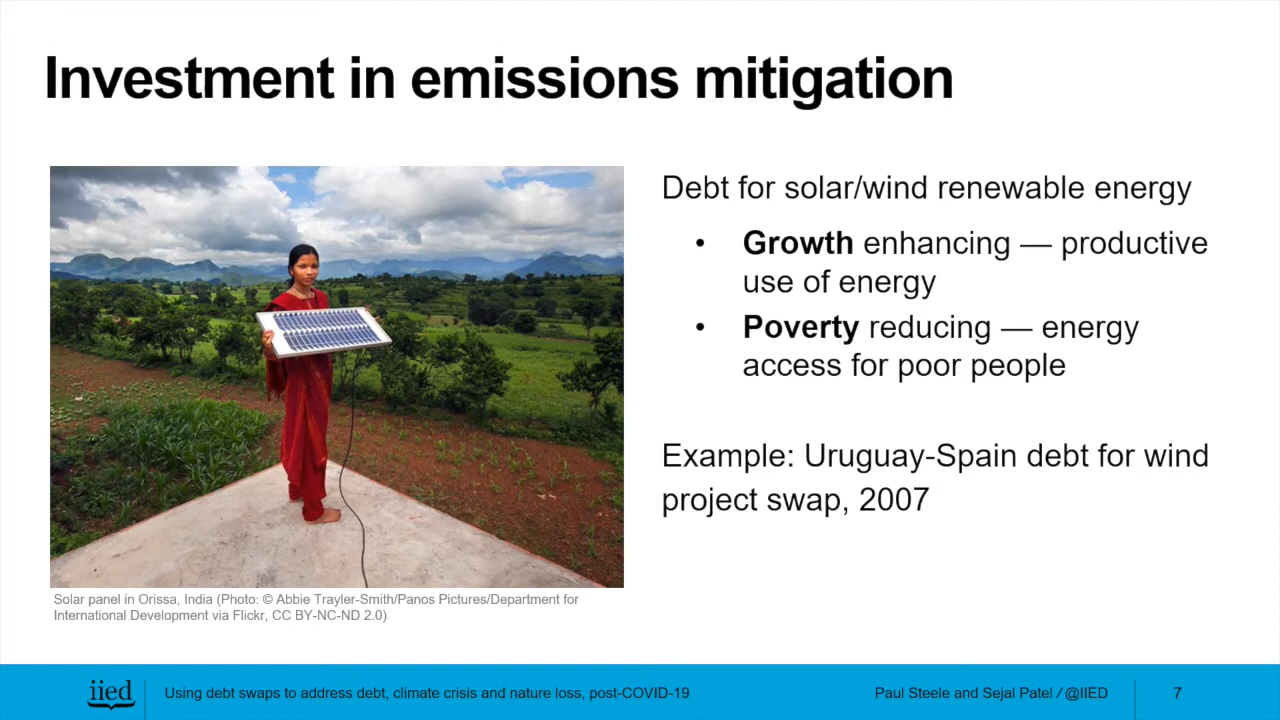 Investment in emissions mitigation
Debt for solar/wind renewable energy
• Growth enhancing — productive
use of energy
• Poverty reducing — energy
access for poor people
Example: Uruguay-Spain debt for wind
project swap, 2007
Solar panel in Orissa, India (Photo: © Abbie Trayler-Smith/Panos Pictures/Department for
International Development via Flickr, CC BY-NC-ND 2.0)
iied
Using debt swaps to address debt, climate crisis and nature loss, post-COVID-19
Paul Steele and Sejal Patel / @IIED
7